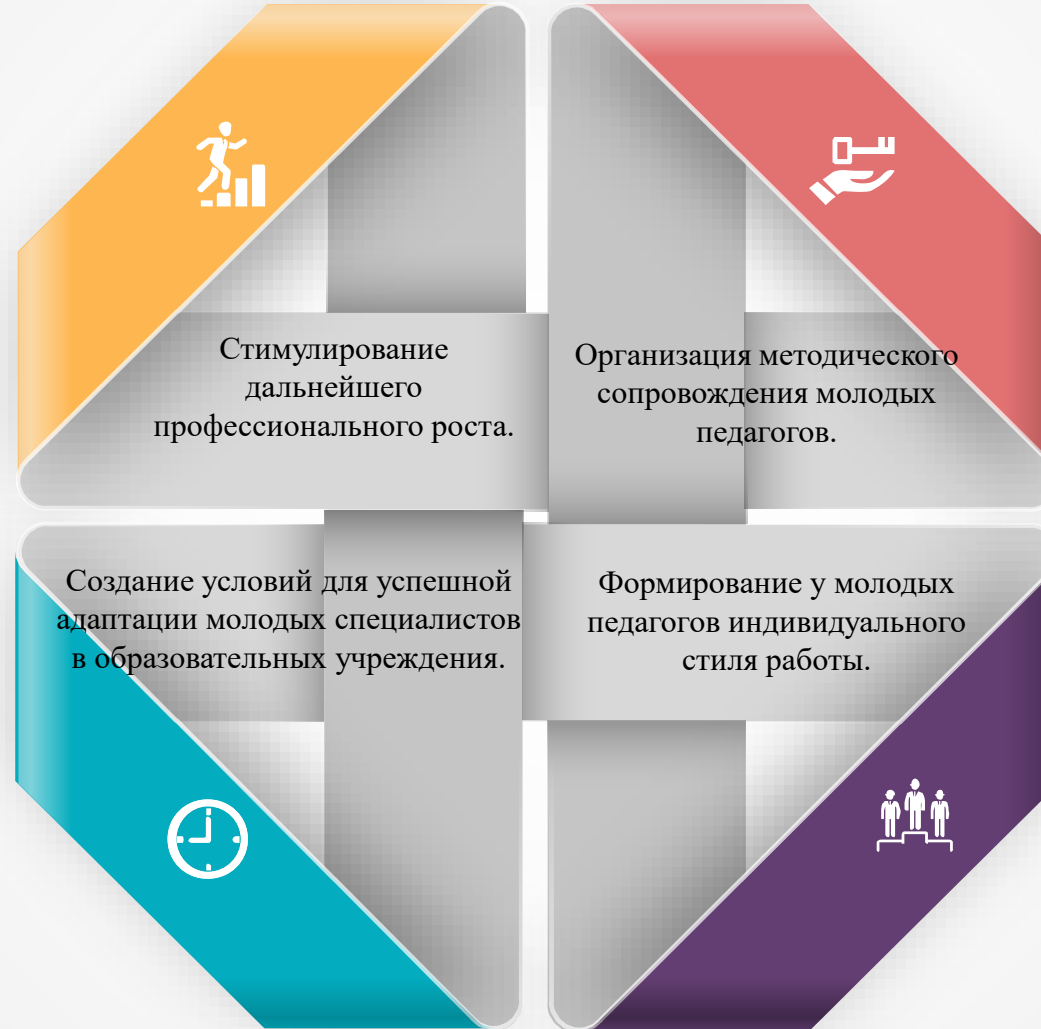 Стимулирование
дальнейшего
профессионального роста.
Организация методического
сопровождения молодых
педагогов.
Создание условий для успешной
адаптации молодых специалистов
в образовательных учреждения.
Формирование у молодых
педагогов индивидуального
стиля работы.